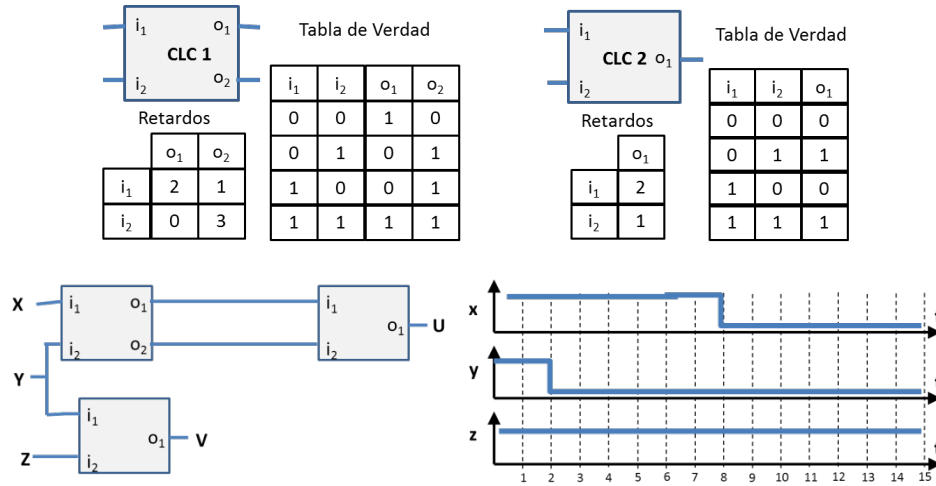 i1 o1
CLC 1
i2 o2
Tabla de Verdad
i1 i2 o1 o2
0 0 1 0
0 1 0 1
1 0 0 1
1 1 1 1
Retardos
o1 o2
i1 2 1
i2 0 3
i1
CLC 2 o1
i2
Tabla de Verdad
i1 i2 o1
0 0 0
0 1 1
1 0 0
1 1 1
Retardos
o1
i1 2
i2 1
X i1 o1
i2 o2
Y
i1
o1 V
Z i2
i1
o1 U
i2
x
y
z
1 2 3 4 5 6 7 8 9 10 11 12 13 14 15